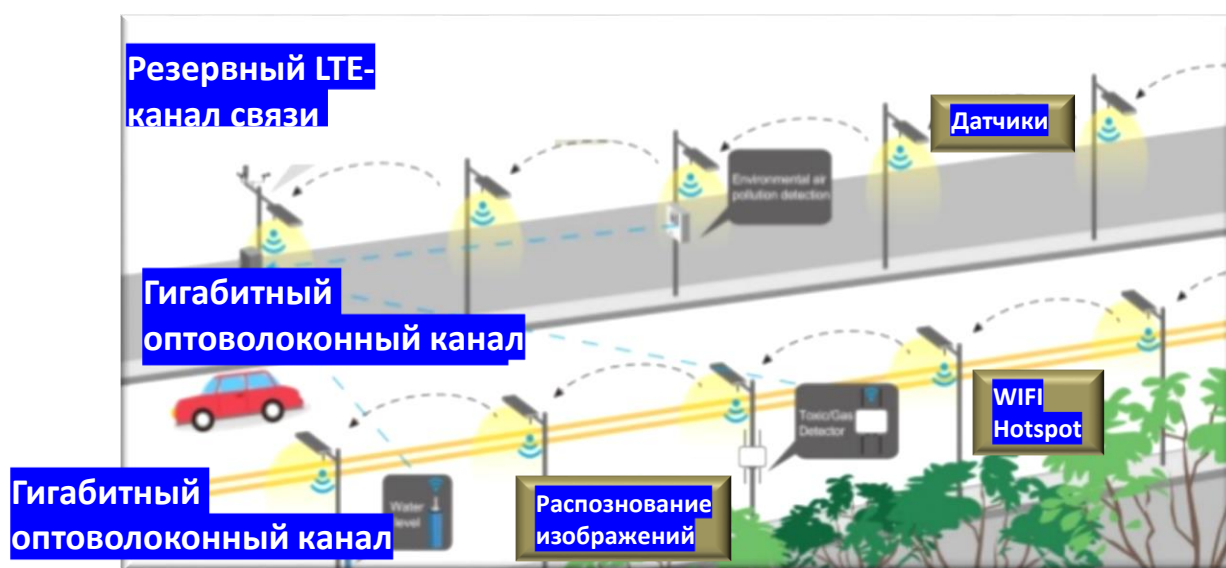 Резервный LTE-
канал связи
Датчики
Environmental air
pollution detection
Гигабитный
оптоволоконный канал
WIFI
Hotspot
Toxic/Gas
Detector
Гигабитный
оптоволоконный канал
Water
level
Распознование
изображений